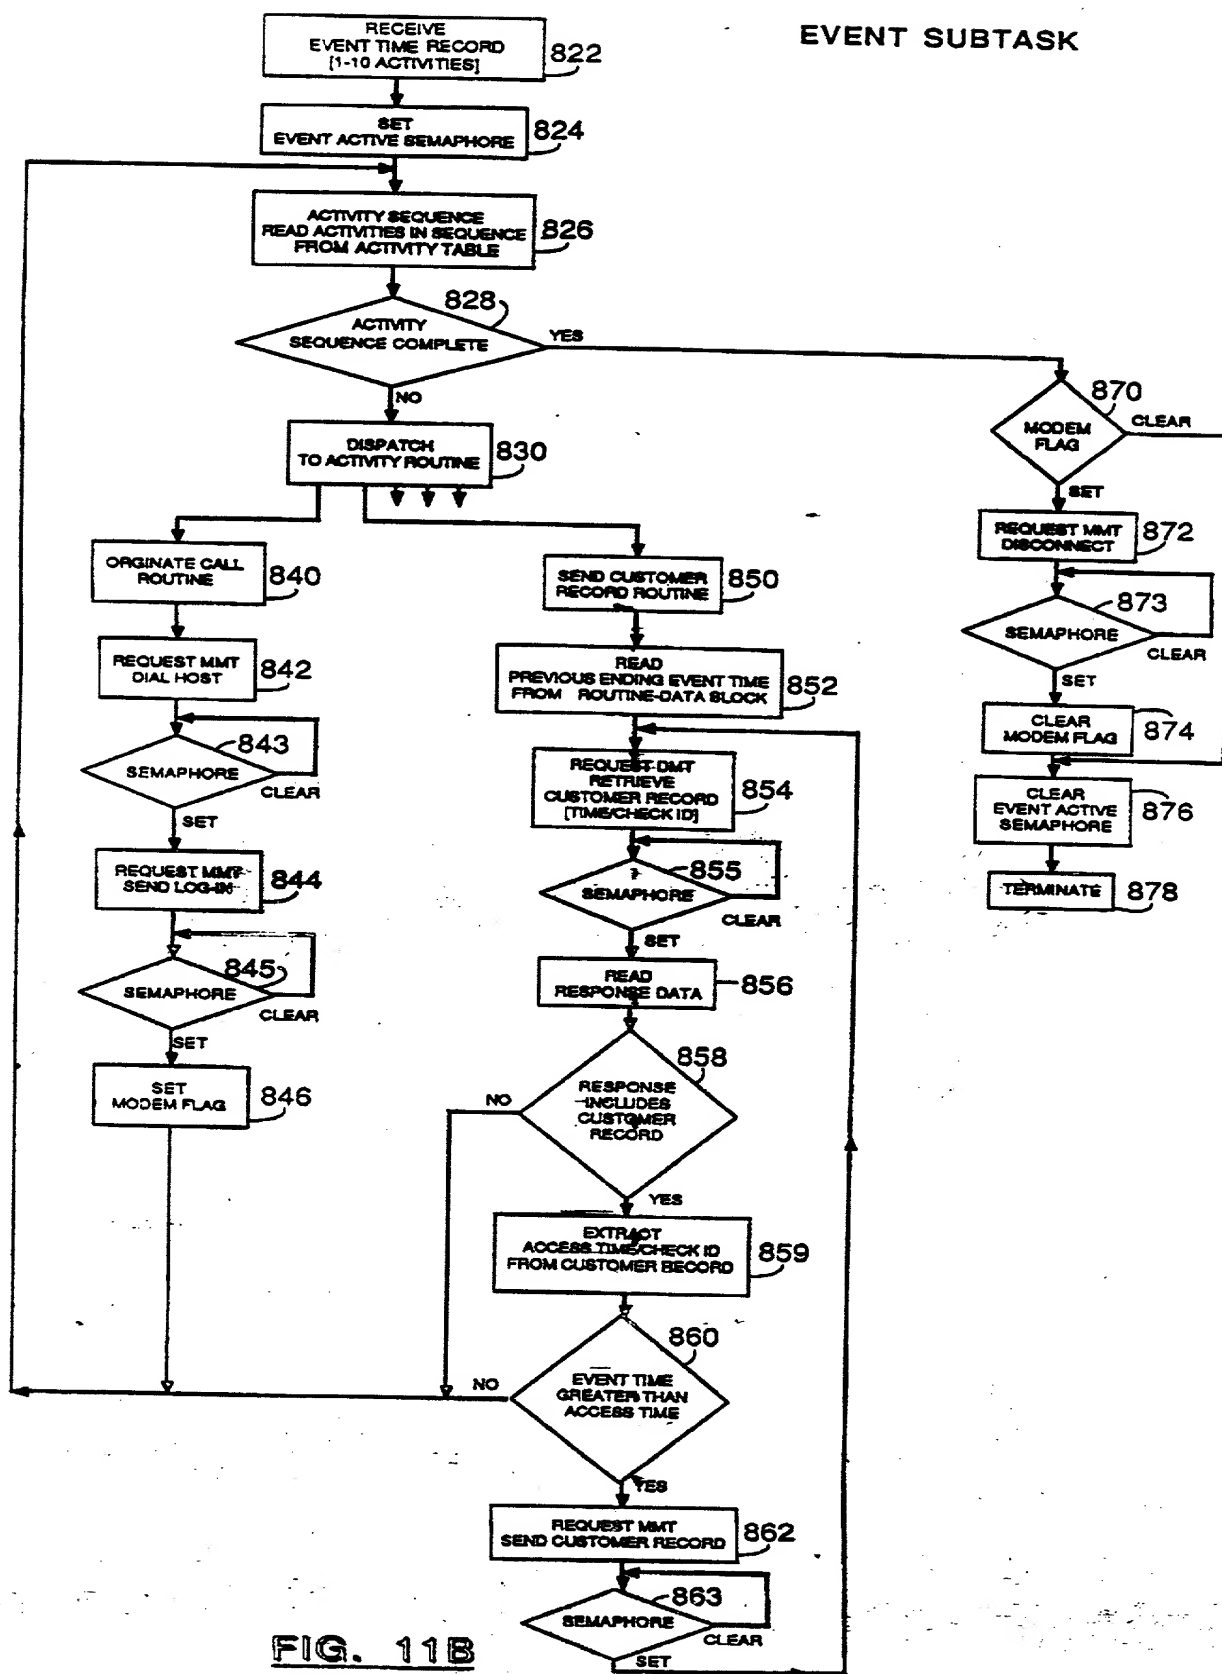 EVENT SUBTASK
RECEIVE
EVENT TIME RECORD
[1-10 ACTIVITIES]
822
SET
EVENT ACTIVE SEMAPHORE
824
ACTIVITY SEQUENCE
READ ACTIVITIES IN SEQUENCE
FROM ACTIVITY TABLE
826
828
ACTIVITY
SEQUENCE COMPLETE
YES
NO
DISPATCH
TO ACTIVITY ROUTINE
830
870
MODEM
FLAG
CLEAR
SET
REQUEST MMT
DISCONNECT
872
873
SEMAPHORE
CLEAR
SET
CLEAR
MODEM FLAG
874
CLEAR
EVENT ACTIVE
SEMAPHORE
876
TERMINATE
878
ORGINATE CALL
ROUTINE
840
REQUEST MMT
DIAL HOST
842
843
SEMAPHORE
CLEAR
SET
REQUEST MMT
SEND LOG-IN
844
845
SEMAPHORE
CLEAR
SET
SET
MODEM FLAG
846
SEND CUSTOMER
RECORD ROUTINE
850
READ
PREVIOUS ENDING EVENT TIME
FROM ROUTINE-DATA BLOCK
852
REQUEST DMT
RETRIEVE
CUSTOMER RECORD
[TIME/CHECK ID]
854
855
SEMAPHORE
CLEAR
SET
READ
RESPONSE DATA
856
858
RESPONSE
INCLUDES
CUSTOMER
RECORD
NO
YES
EXTRACT
ACCESS TIME/CHECK ID
FROM CUSTOMER RECORD
859
860
EVENT TIME
GREATER THAN
ACCESS TIME
NO
YES
REQUEST MMT
SEND CUSTOMER RECORD
862
863
SEMAPHORE
CLEAR
SET
FIG. 11B